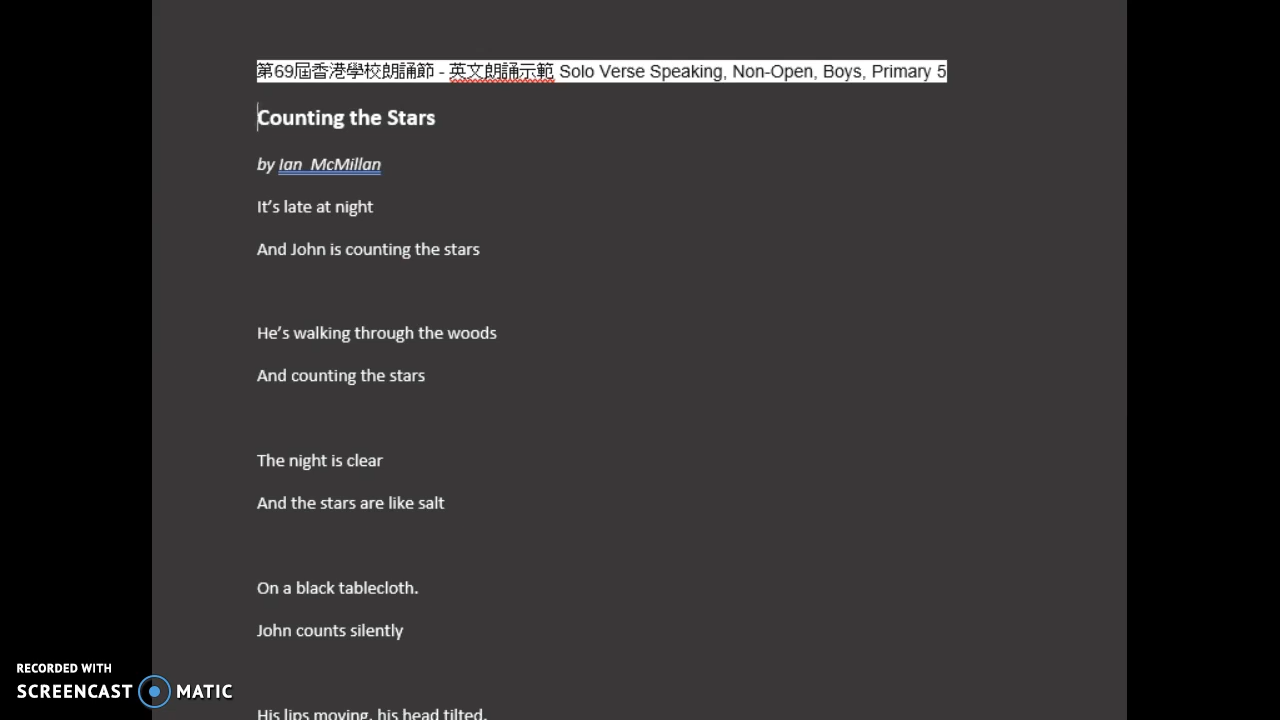 第69屆香港學校朗誦節 - 英文朗誦示範 Solo Verse Speaking, Non-Open, Boys, Primary 5
Counting the Stars
by Ian McMillan
It’s late at night
And John is counting the stars
He’s walking through the woods
And counting the stars
The night is clear
And the stars are like salt
On a black tablecloth.
John counts silently
His lips moving, his head tilted.
RECORDED WITH
SCREENCAST MATIC